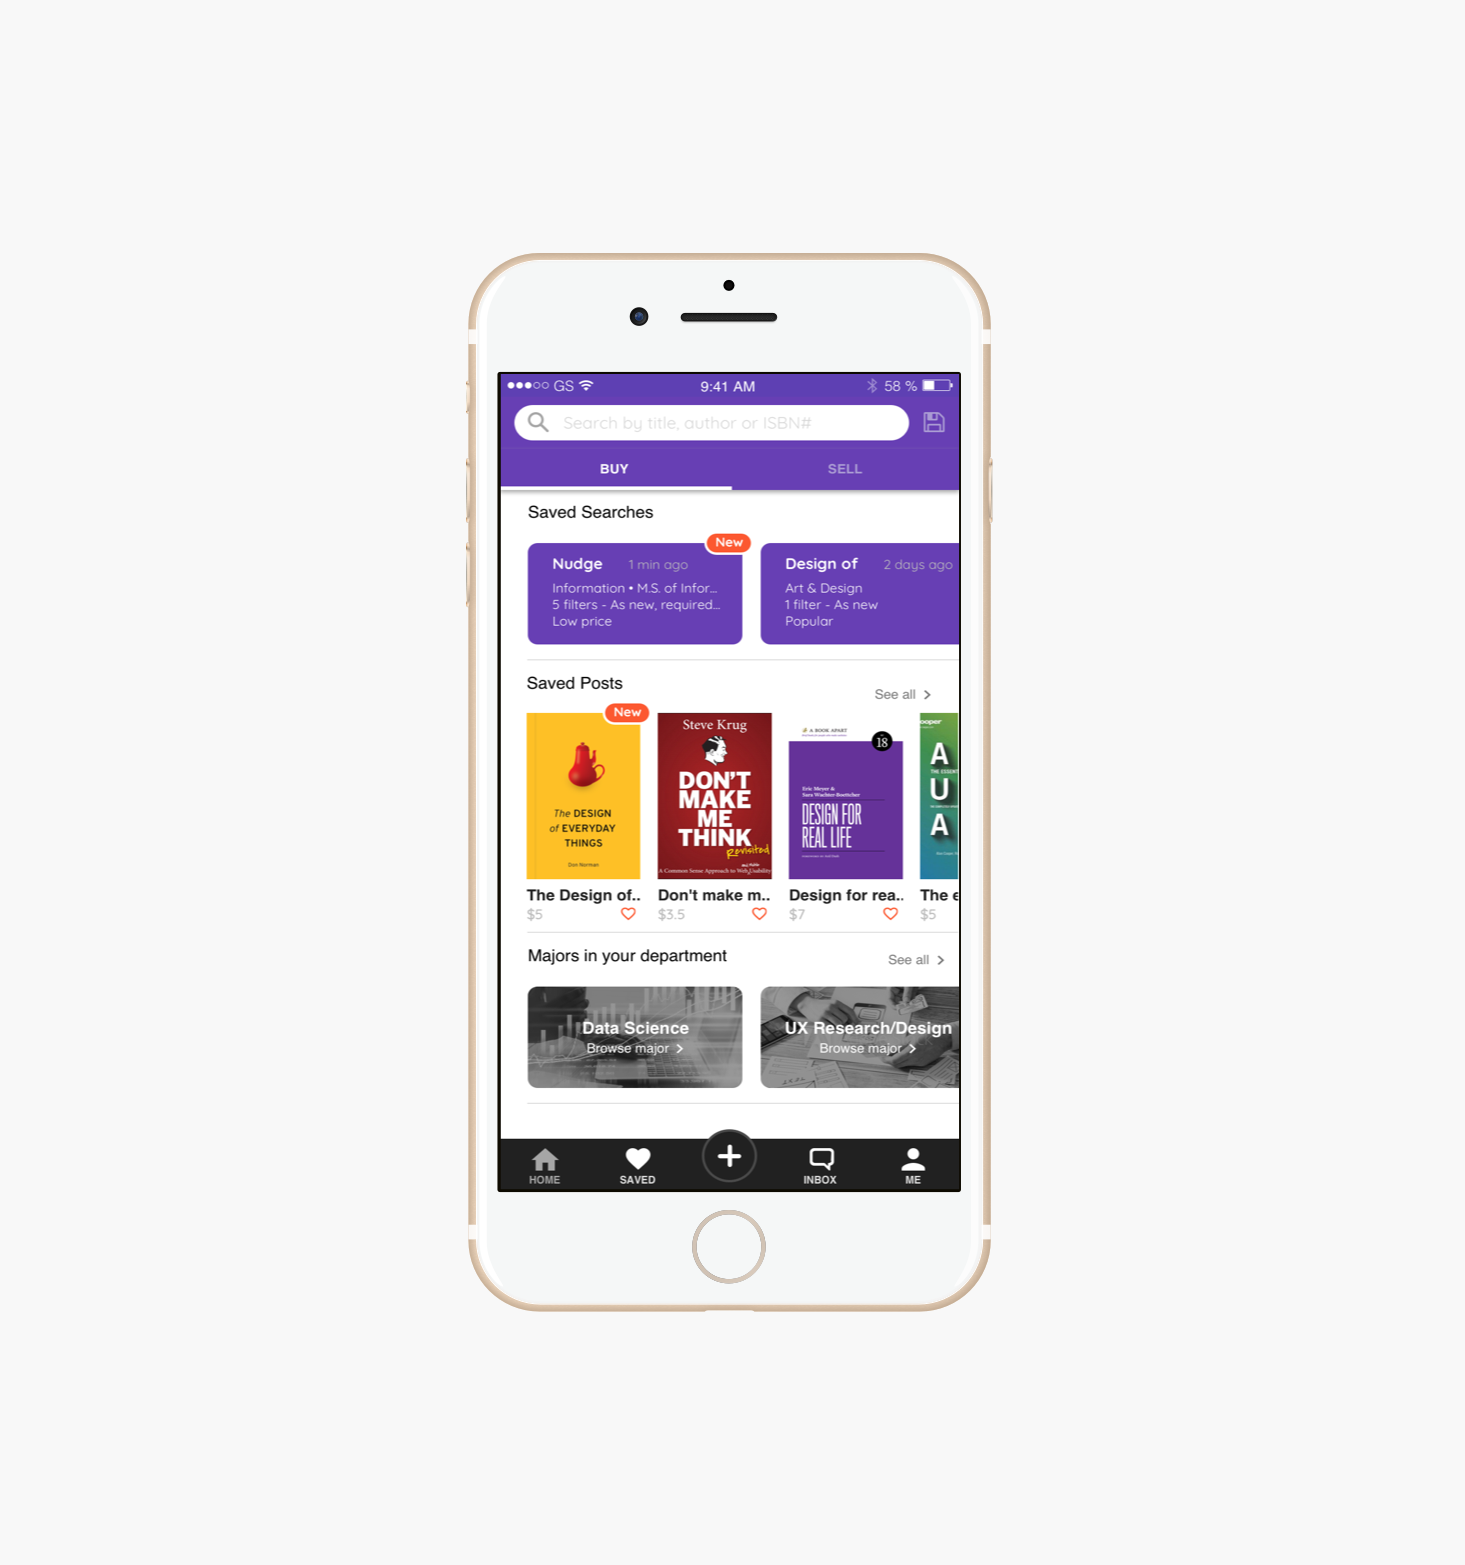 GS
9:41 AM
58 %
Search by title, author or ISBN#
BUY
SELL
Saved Searches
New
Nudge
1 min ago
Information • M.S. of Infor...
5 filters - As new, required...
Low price
Design of
2 days ago
Art & Design
1 filter - As new
Popular
Saved Posts
See all
New
The DESIGN
of EVERYDAY
THINGS
Don Norman
Steve Krug
DON'T
MAKE
ME
THINK
Revisited
A Common Sense Approach to Web Usability
A BOOK APART
18
Eric Meyer &
Sara Wachter-Boettcher
DESIGN FOR
REAL LIFE
ooper
A
THE ESSENT
U
A
The Design of..
$5
Don't make m..
$3.5
Design for rea..
$7
The e
$5
Majors in your department
See all
Data Science
Browse major
UX Research/Design
Browse major
HOME
SAVED
INBOX
ME